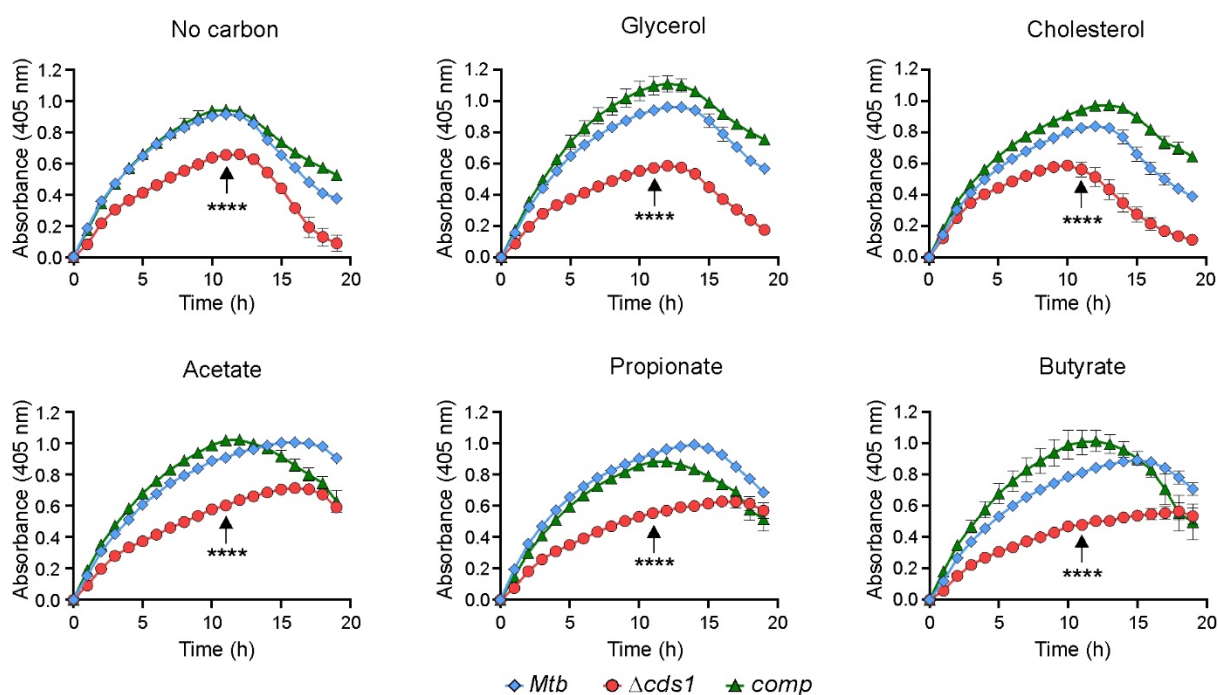 No carbon
Absorbance (405 nm)
1.2
1.0
0.8
0.6
0.4
0.2
0.0
0 5 10 15 20
Time (h)
****
Glycerol
Absorbance (405 nm)
1.2
1.0
0.8
0.6
0.4
0.2
0.0
0 5 10 15 20
Time (h)
****
Cholesterol
Absorbance (405 nm)
1.2
1.0
0.8
0.6
0.4
0.2
0.0
0 5 10 15 20
Time (h)
****
Acetate
Absorbance (405 nm)
1.2
1.0
0.8
0.6
0.4
0.2
0.0
0 5 10 15 20
Time (h)
****
Propionate
Absorbance (405 nm)
1.2
1.0
0.8
0.6
0.4
0.2
0.0
0 5 10 15 20
Time (h)
****
Butyrate
Absorbance (405 nm)
1.2
1.0
0.8
0.6
0.4
0.2
0.0
0 5 10 15 20
Time (h)
****
Mtb Δcds1 comp